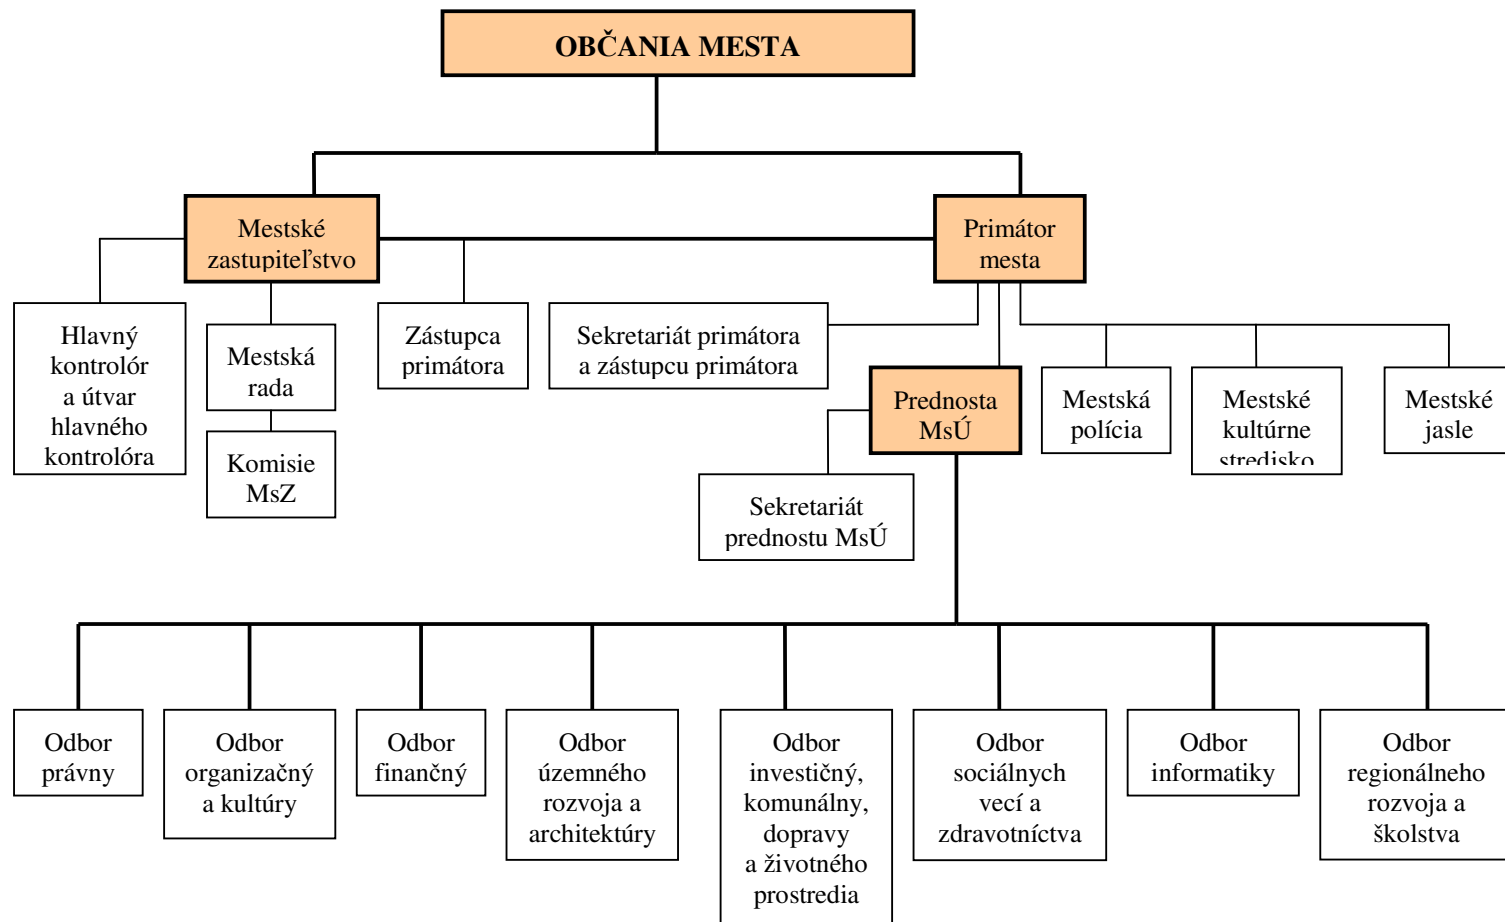 OBČANIA MESTA
Mestské
zastupiteľstvo
Primátor
mesta
Hlavný
kontrolór
a útvar
hlavného
kontrolóra
Mestská
rada
Komisie
MsZ
Zástupca
primátora
Sekretariát primátora
a zástupcu primátora
Prednosta
MsÚ
Sekretariát
prednostu MsÚ
Mestská
polícia
Mestské
kultúrne
stredisko
Mestské
jasle
Odbor
právny
Odbor
organizačný
a kultúry
Odbor
finančný
Odbor
územného
rozvoja a
architektúry
Odbor
investičný,
komunálny,
dopravy
a životného
prostredia
Odbor
sociálnych
vecí a
zdravotníctva
Odbor
informatiky
Odbor
regionálneho
rozvoja a
školstva